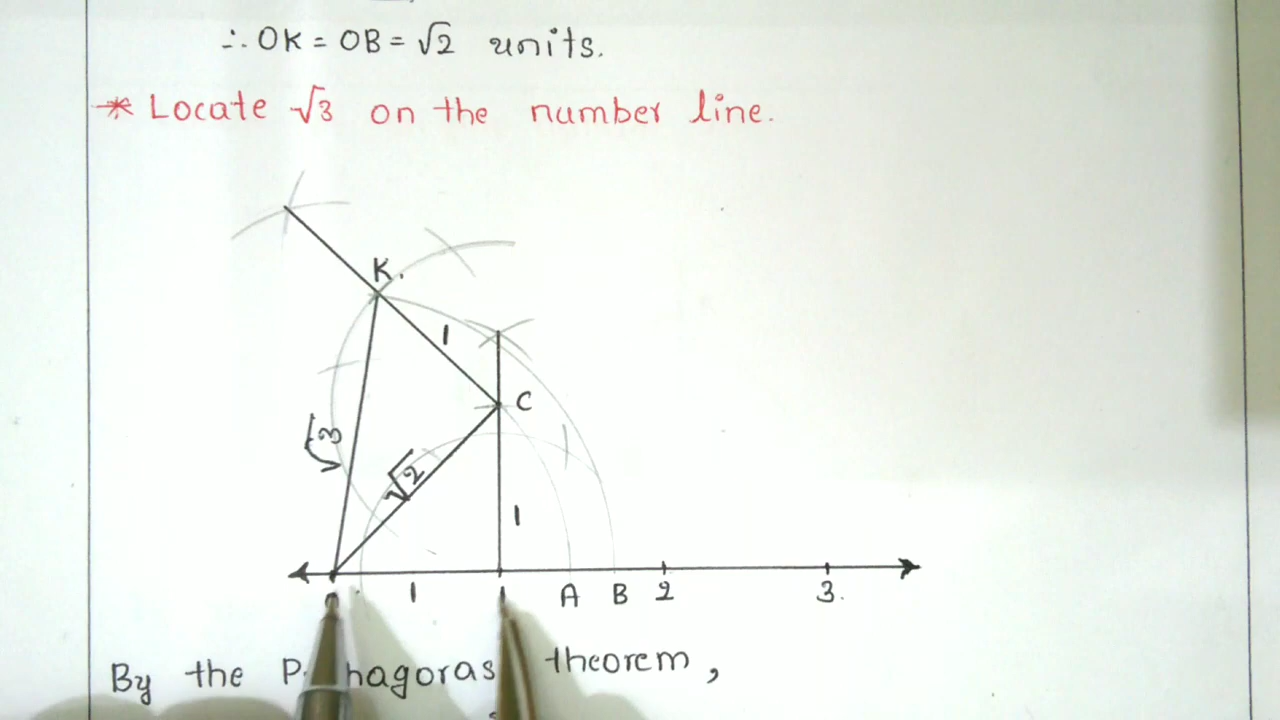 ∴ OK = OB = √2 units.
* Locate √3 on the number line.
K.
1
C
√3
√2
1
1 1 A B 2 3.
By the theorem,